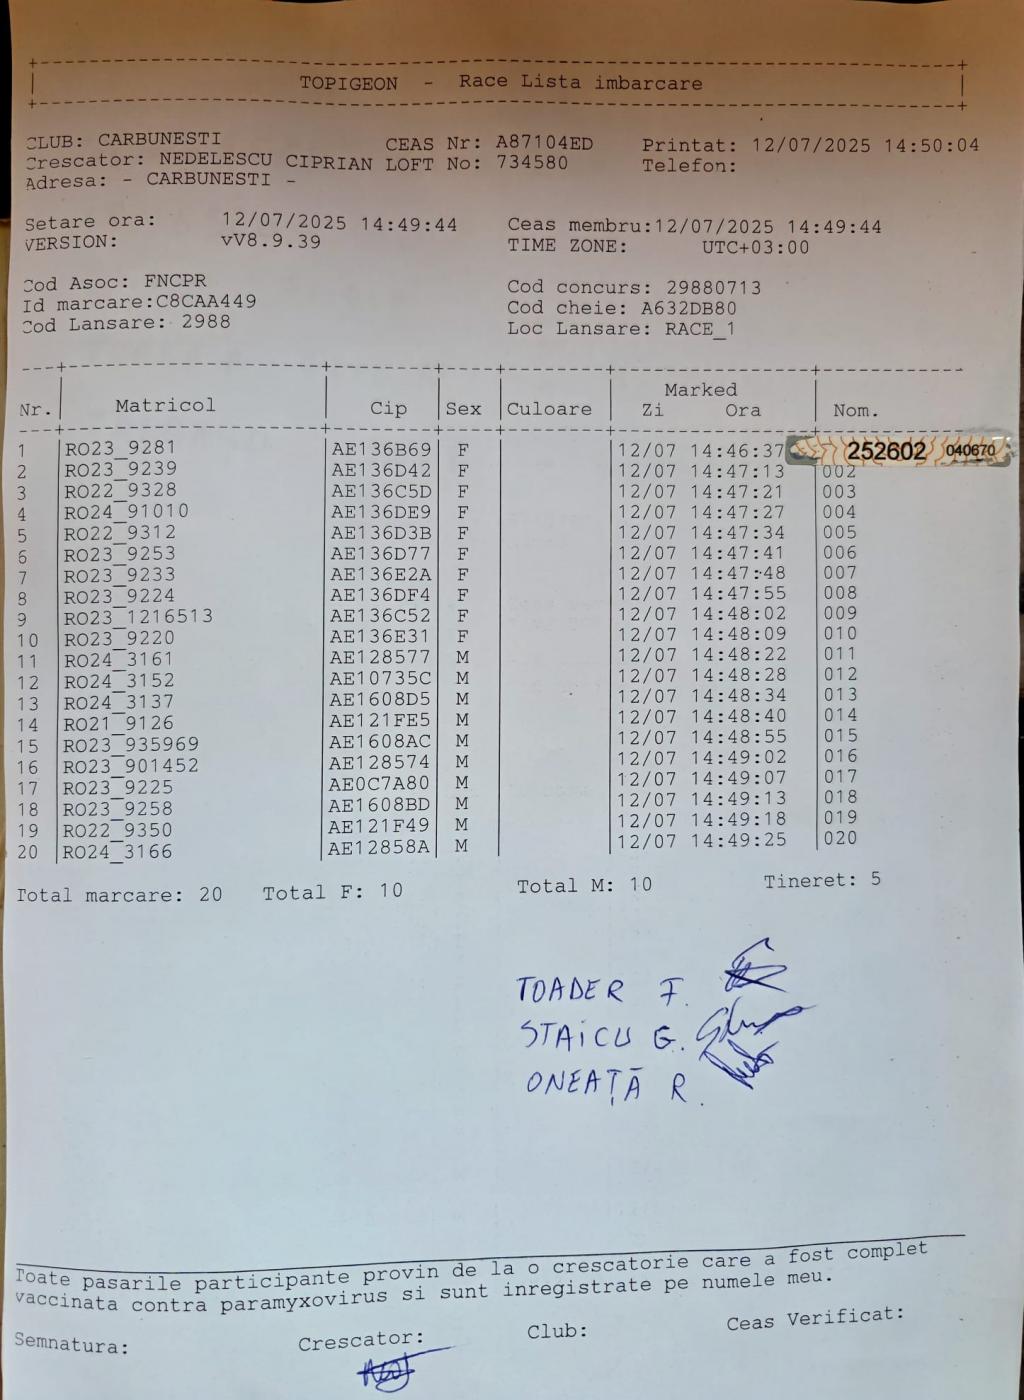 TOPIGEON - Race Lista imbarcare
CLUB: CARBUNESTI CEAS Nr: A87104ED Printat: 12/07/2025 14:50:04
Crescator: NEDELESCU CIPRIAN LOFT No: 734580 Telefon:
Adresa: - CARBUNESTI -
Setare ora: 12/07/2025 14:49:44 Ceas membru:12/07/2025 14:49:44
VERSION: vV8.9.39 TIME ZONE: UTC+03:00
Cod Asoc: FNCPR Cod concurs: 29880713
Id marcare:C8CAA449 Cod cheie: A632DB80
Cod Lansare: 2988 Loc Lansare: RACE_1
Marked
Nr. Matricol Cip Sex Culoare Zi Ora Nom.
1 RO23_9281 AE136B69 F 12/07 14:46:37 252602 040670
2 RO23_9239 AE136D42 F 12/07 14:47:13 002
3 RO22_9328 AE136C5D F 12/07 14:47:21 003
4 RO24_91010 AE136DE9 F 12/07 14:47:27 004
5 RO22_9312 AE136D3B F 12/07 14:47:34 005
6 RO23_9253 AE136D77 F 12/07 14:47:41 006
7 RO23_9233 AE136E2A F 12/07 14:47:48 007
8 RO23_9224 AE136DF4 F 12/07 14:47:55 008
9 RO23_1216513 AE136C52 F 12/07 14:48:02 009
10 RO23_9220 AE136E31 F 12/07 14:48:09 010
11 RO24_3161 AE128577 M 12/07 14:48:22 011
12 RO24_3152 AE10735C M 12/07 14:48:28 012
13 RO24_3137 AE1608D5 M 12/07 14:48:34 013
14 RO21_9126 AE121FE5 M 12/07 14:48:40 014
15 RO23_935969 AE1608AC M 12/07 14:48:55 015
16 RO23_901452 AE128574 M 12/07 14:49:02 016
17 RO23_9225 AE0C7A80 M 12/07 14:49:07 017
18 RO23_9258 AE1608BD M 12/07 14:49:13 018
19 RO22_9350 AE121F49 M 12/07 14:49:18 019
20 RO24_3166 AE12858A M 12/07 14:49:25 020
Total marcare: 20 Total F: 10 Total M: 10 Tineret: 5
TOADER F.
STAICU G.
ONEAȚĂ R.
Toate pasarile participante provin de la o crescatorie care a fost complet
vaccinata contra paramyxovirus si sunt inregistrate pe numele meu.
Semnatura: Crescator: Club: Ceas Verificat: